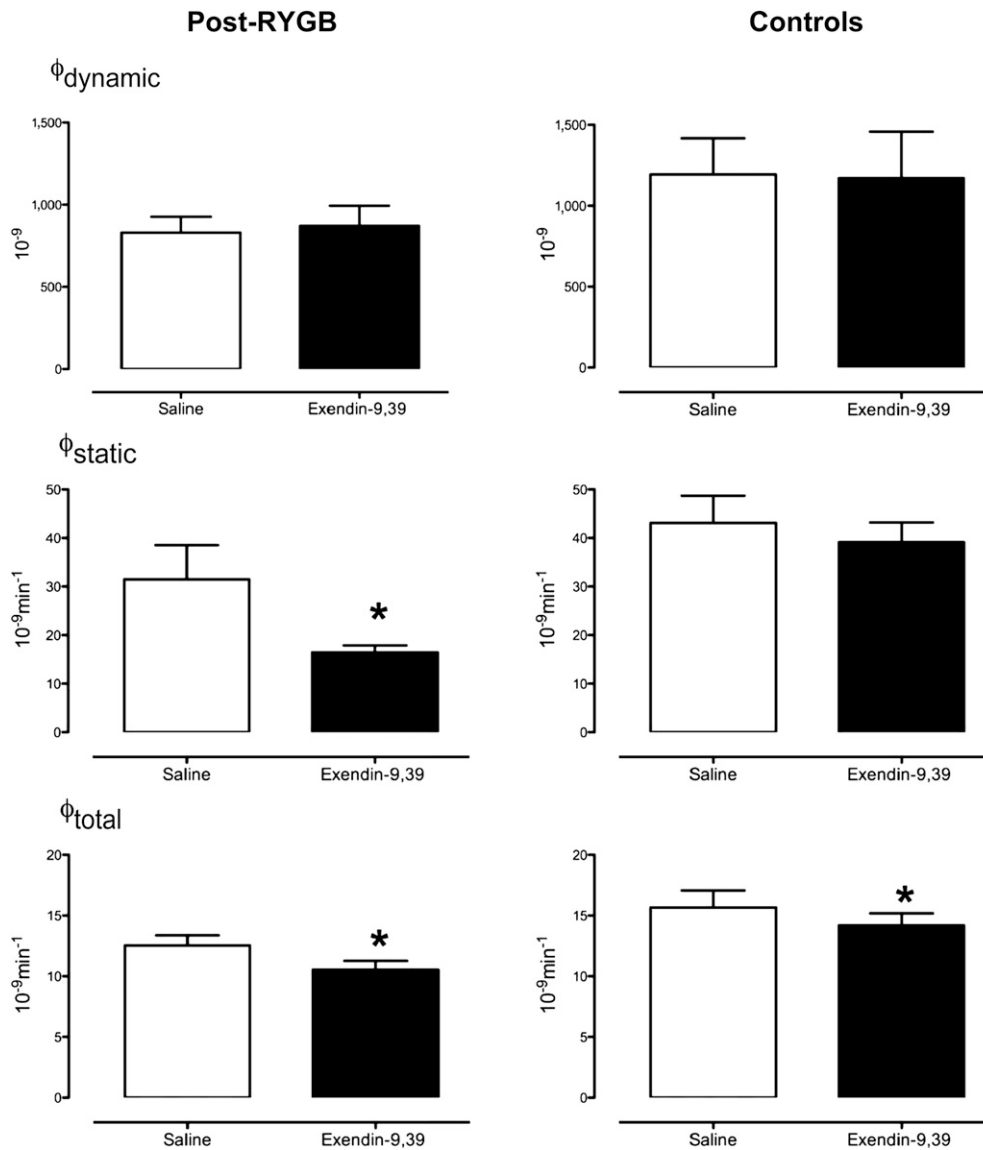 Post-RYGB Controls
ϕdynamic
1,500 1,500
1,000 1,000
10-9 10-9
500 500
0 0
Saline Exendin-9,39 Saline Exendin-9,39
ϕstatic
50 50
40 40
30 30
10-9min-1 10-9min-1
*
20 20
10 10
0 0
Saline Exendin-9,39 Saline Exendin-9,39
ϕtotal
20 20
* *
15 15
10-9min-1 10-9min-1
10 10
5 5
0 0
Saline Exendin-9,39 Saline Exendin-9,39